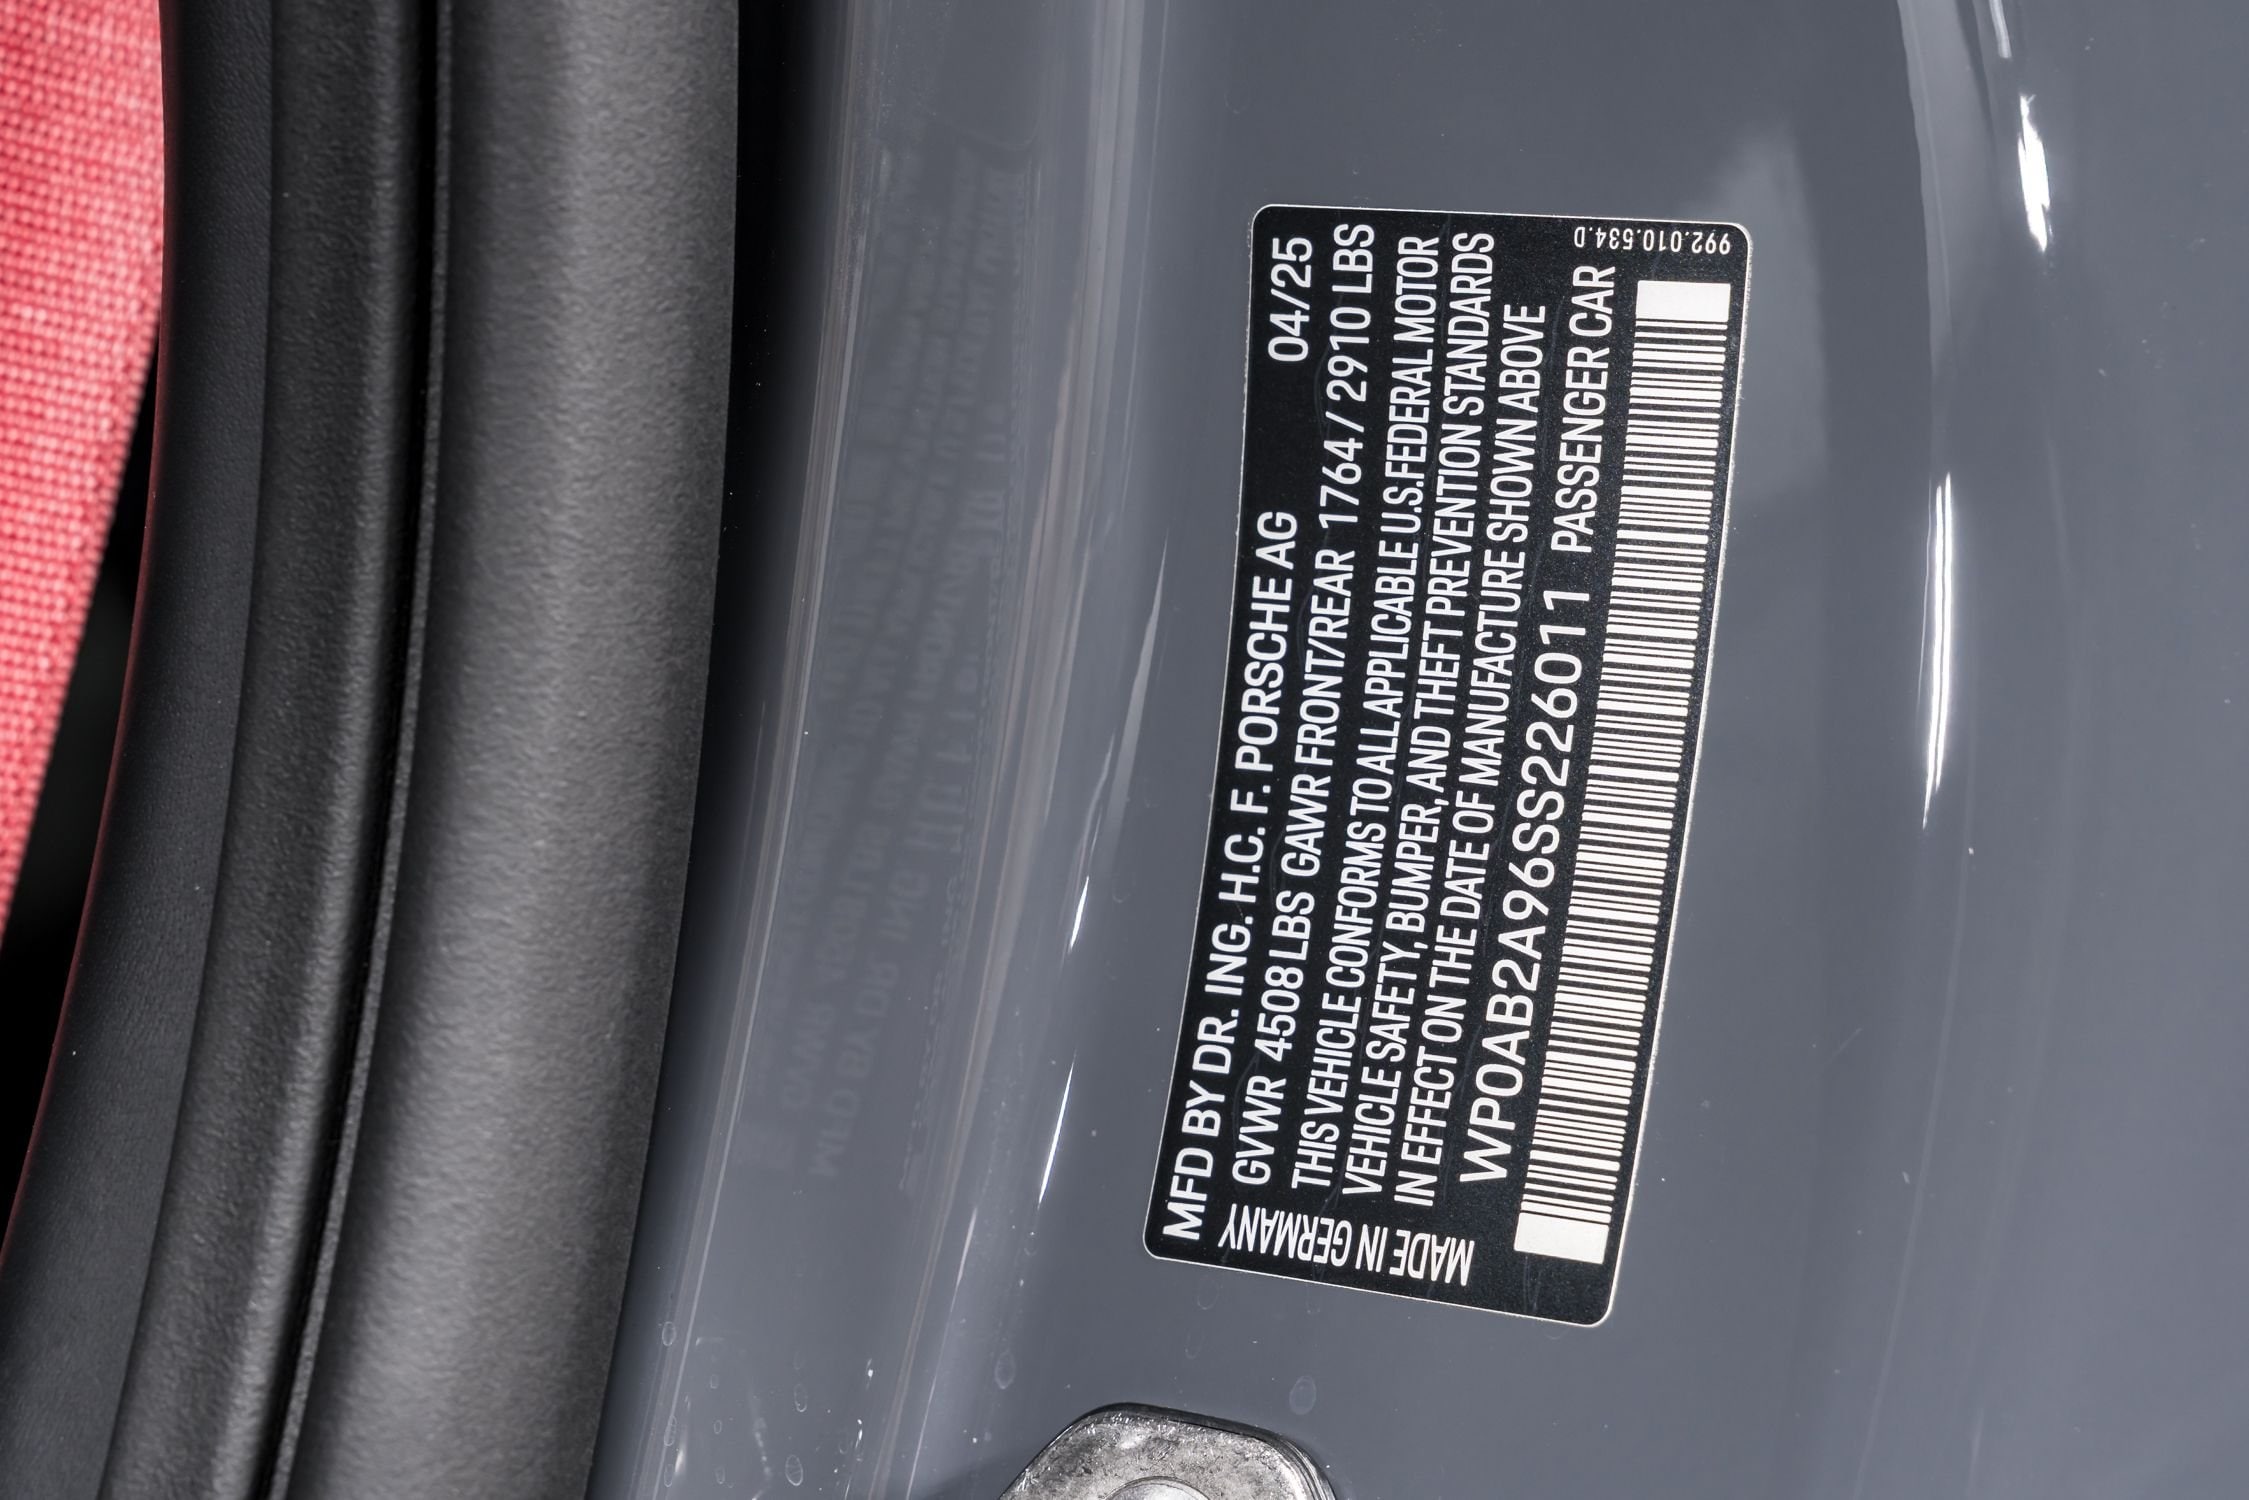 MFD BY DR. ING. H.C. F. PORSCHE AG 04/25
GVWR 4508 LBS GAWR FRONT/REAR 1764 / 2910 LBS
THIS VEHICLE CONFORMS TO ALL APPLICABLE U.S. FEDERAL MOTOR
VEHICLE SAFETY, BUMPER, AND THEFT PREVENTION STANDARDS
IN EFFECT ON THE DATE OF MANUFACTURE SHOWN ABOVE
WP0AB2A96SS226011 PASSENGER CAR
MADE IN GERMANY
992.010.534.D